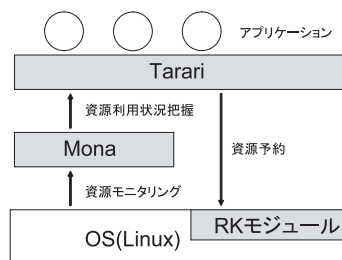 アプリケーション
Tarari
資源利用状況把握
Mona
資源予約
資源モニタリング
OS(Linux)
RKモジュール